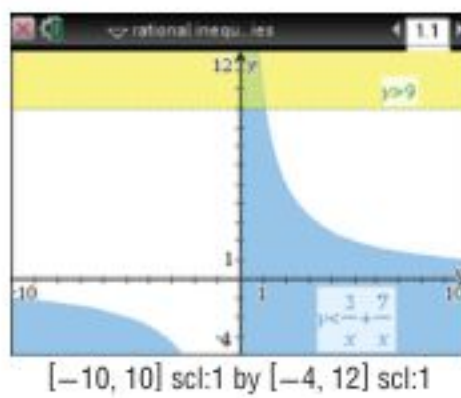 rational inequ...ies 1.1
12 y
y>9
1
-10 1 10
y<3/x+7/x
-4
[−10, 10] scl:1 by [−4, 12] scl:1